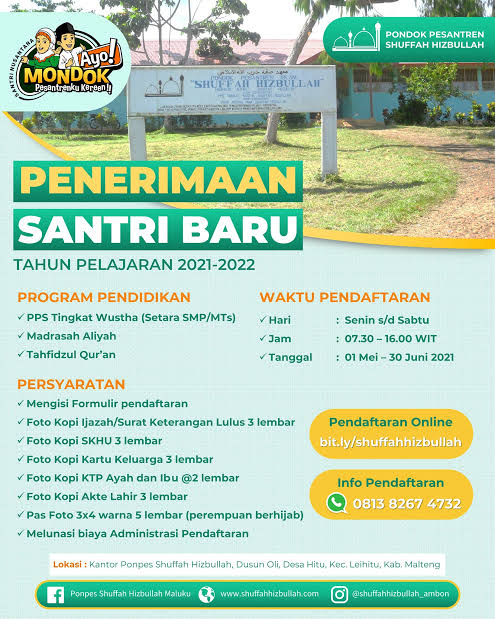 SANTRI NUSANTARA
Ayo!
MONDOK
Pesantrenku Keren!!
PONDOK PESANTREN
SHUFFAH HIZBULLAH
PONDOK PESANTREN
"SHUFFAH HIZBULLAH"
PENERIMAAN
SANTRI BARU
TAHUN PELAJARAN 2021-2022
PROGRAM PENDIDIKAN
✓ PPS Tingkat Wustha (Setara SMP/MTs)
✓ Madrasah Aliyah
✓ Tahfidzul Qur'an
WAKTU PENDAFTARAN
✓ Hari : Senin s/d Sabtu
✓ Jam : 07.30 – 16.00 WIT
✓ Tanggal : 01 Mei – 30 Juni 2021
PERSYARATAN
✓ Mengisi Formulir pendaftaran
✓ Foto Kopi Ijazah/Surat Keterangan Lulus 3 lembar
✓ Foto Kopi SKHU 3 lembar
✓ Foto Kopi Kartu Keluarga 3 lembar
✓ Foto Kopi KTP Ayah dan Ibu @2 lembar
✓ Foto Kopi Akte Lahir 3 lembar
✓ Pas Foto 3x4 warna 5 lembar (perempuan berhijab)
✓ Melunasi biaya Administrasi Pendaftaran
Pendaftaran Online
bit.ly/shuffahhizbullah
Info Pendaftaran
0813 8267 4732
Lokasi : Kantor Ponpes Shuffah Hizbullah, Dusun Oli, Desa Hitu, Kec. Leihitu, Kab. Malteng
Ponpes Shuffah Hizbullah Maluku
www.shuffahhizbullah.com
@shuffahhizbullah_ambon